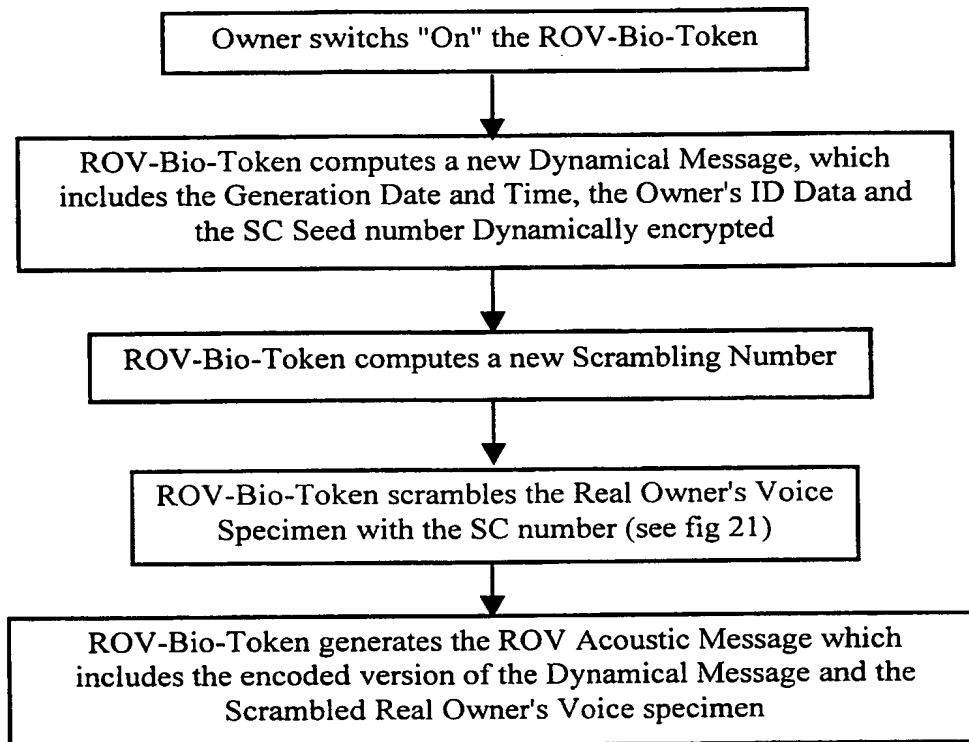 Owner switchs "On" the ROV-Bio-Token
ROV-Bio-Token computes a new Dynamical Message, which
includes the Generation Date and Time, the Owner's ID Data and
the SC Seed number Dynamically encrypted
ROV-Bio-Token computes a new Scrambling Number
ROV-Bio-Token scrambles the Real Owner's Voice
Specimen with the SC number (see fig 21)
ROV-Bio-Token generates the ROV Acoustic Message which
includes the encoded version of the Dynamical Message and the
Scrambled Real Owner's Voice specimen